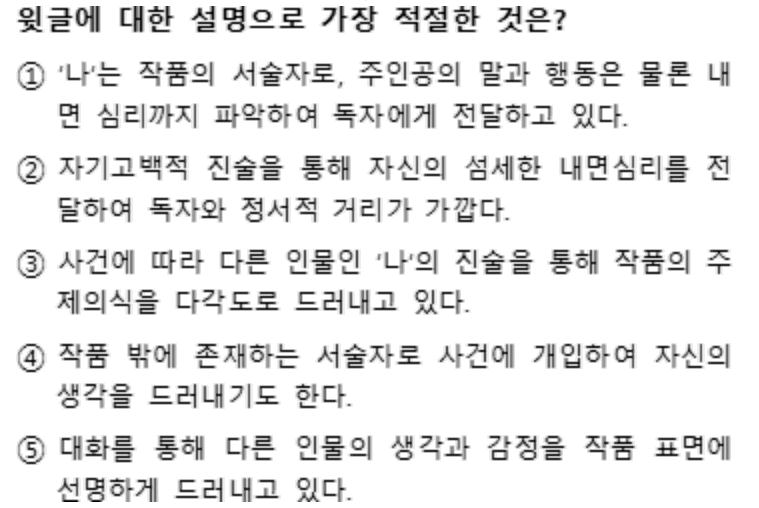 윗글에 대한 설명으로 가장 적절한 것은?
① '나'는 작품의 서술자로, 주인공의 말과 행동은 물론 내
면 심리까지 파악하여 독자에게 전달하고 있다.
② 자기고백적 진술을 통해 자신의 섬세한 내면심리를 전
달하여 독자와 정서적 거리가 가깝다.
③ 사건에 따라 다른 인물인 '나'의 진술을 통해 작품의 주
제의식을 다각도로 드러내고 있다.
④ 작품 밖에 존재하는 서술자로 사건에 개입하여 자신의
생각을 드러내기도 한다.
⑤ 대화를 통해 다른 인물의 생각과 감정을 작품 표면에
선명하게 드러내고 있다.